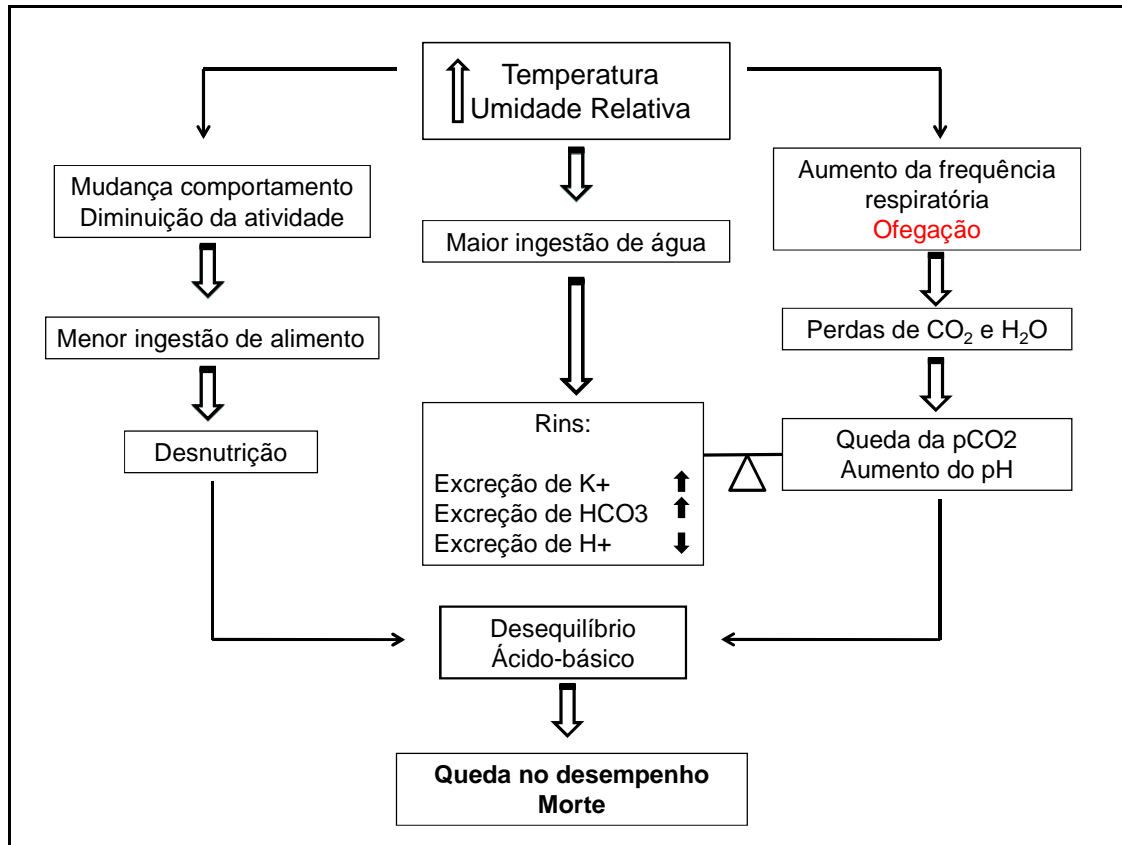 Temperatura
Umidade Relativa
Mudança comportamento
Diminuição da atividade
Menor ingestão de alimento
Desnutrição
Maior ingestão de água
Rins:
Excreção de K+
Excreção de HCO3
Excreção de H+
Aumento da frequência
respiratória
Ofegação
Perdas de CO₂ e H₂O
Queda da pCO2
Aumento do pH
Desequilíbrio
Ácido-básico
Queda no desempenho
Morte